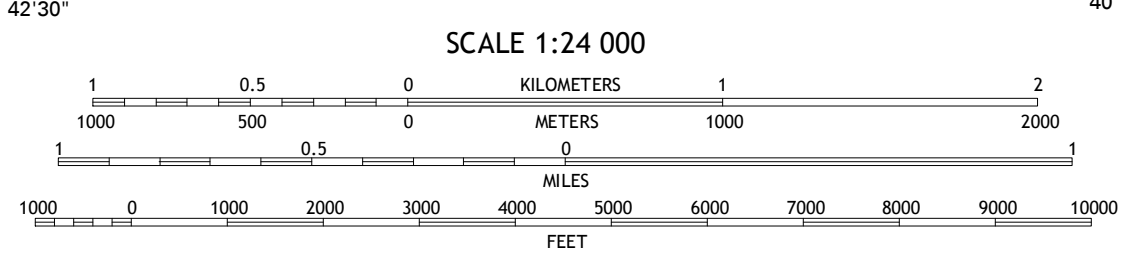 42'30" 40
SCALE 1:24 000
1 0.5 0 KILOMETERS 1 2
1000 500 0 METERS 1000 2000
1 0.5 0 1
MILES
1000 0 1000 2000 3000 4000 5000 6000 7000 8000 9000 10000
FEET